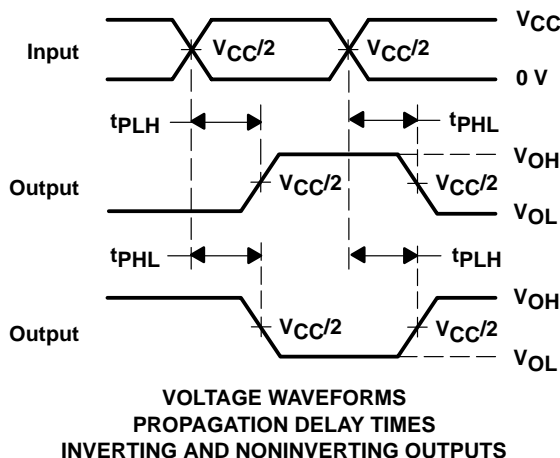 VCC
Input VCC/2 VCC/2
0 V
tPLH tPHL
VOH
Output VCC/2 VCC/2
VOL
tPHL tPLH
VOH
Output VCC/2 VCC/2
VOL
VOLTAGE WAVEFORMS
PROPAGATION DELAY TIMES
INVERTING AND NONINVERTING OUTPUTS